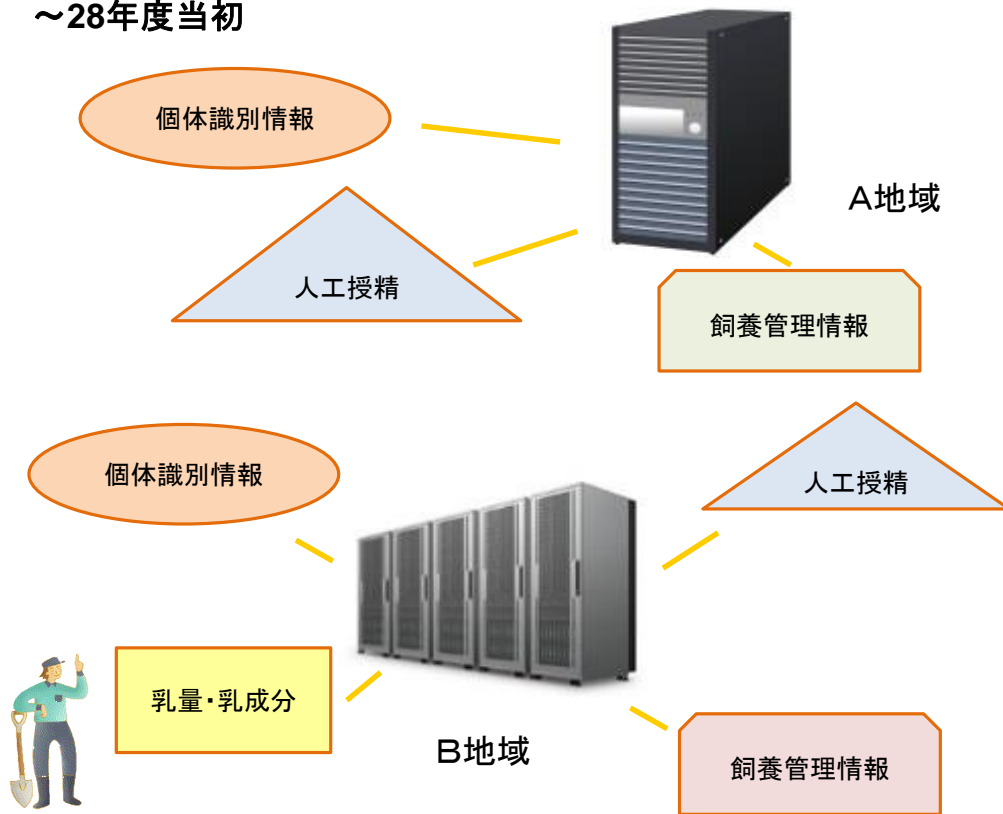 ～28年度当初
個体識別情報
A地域
人工授精
飼養管理情報
個体識別情報
人工授精
乳量・乳成分
B地域
飼養管理情報